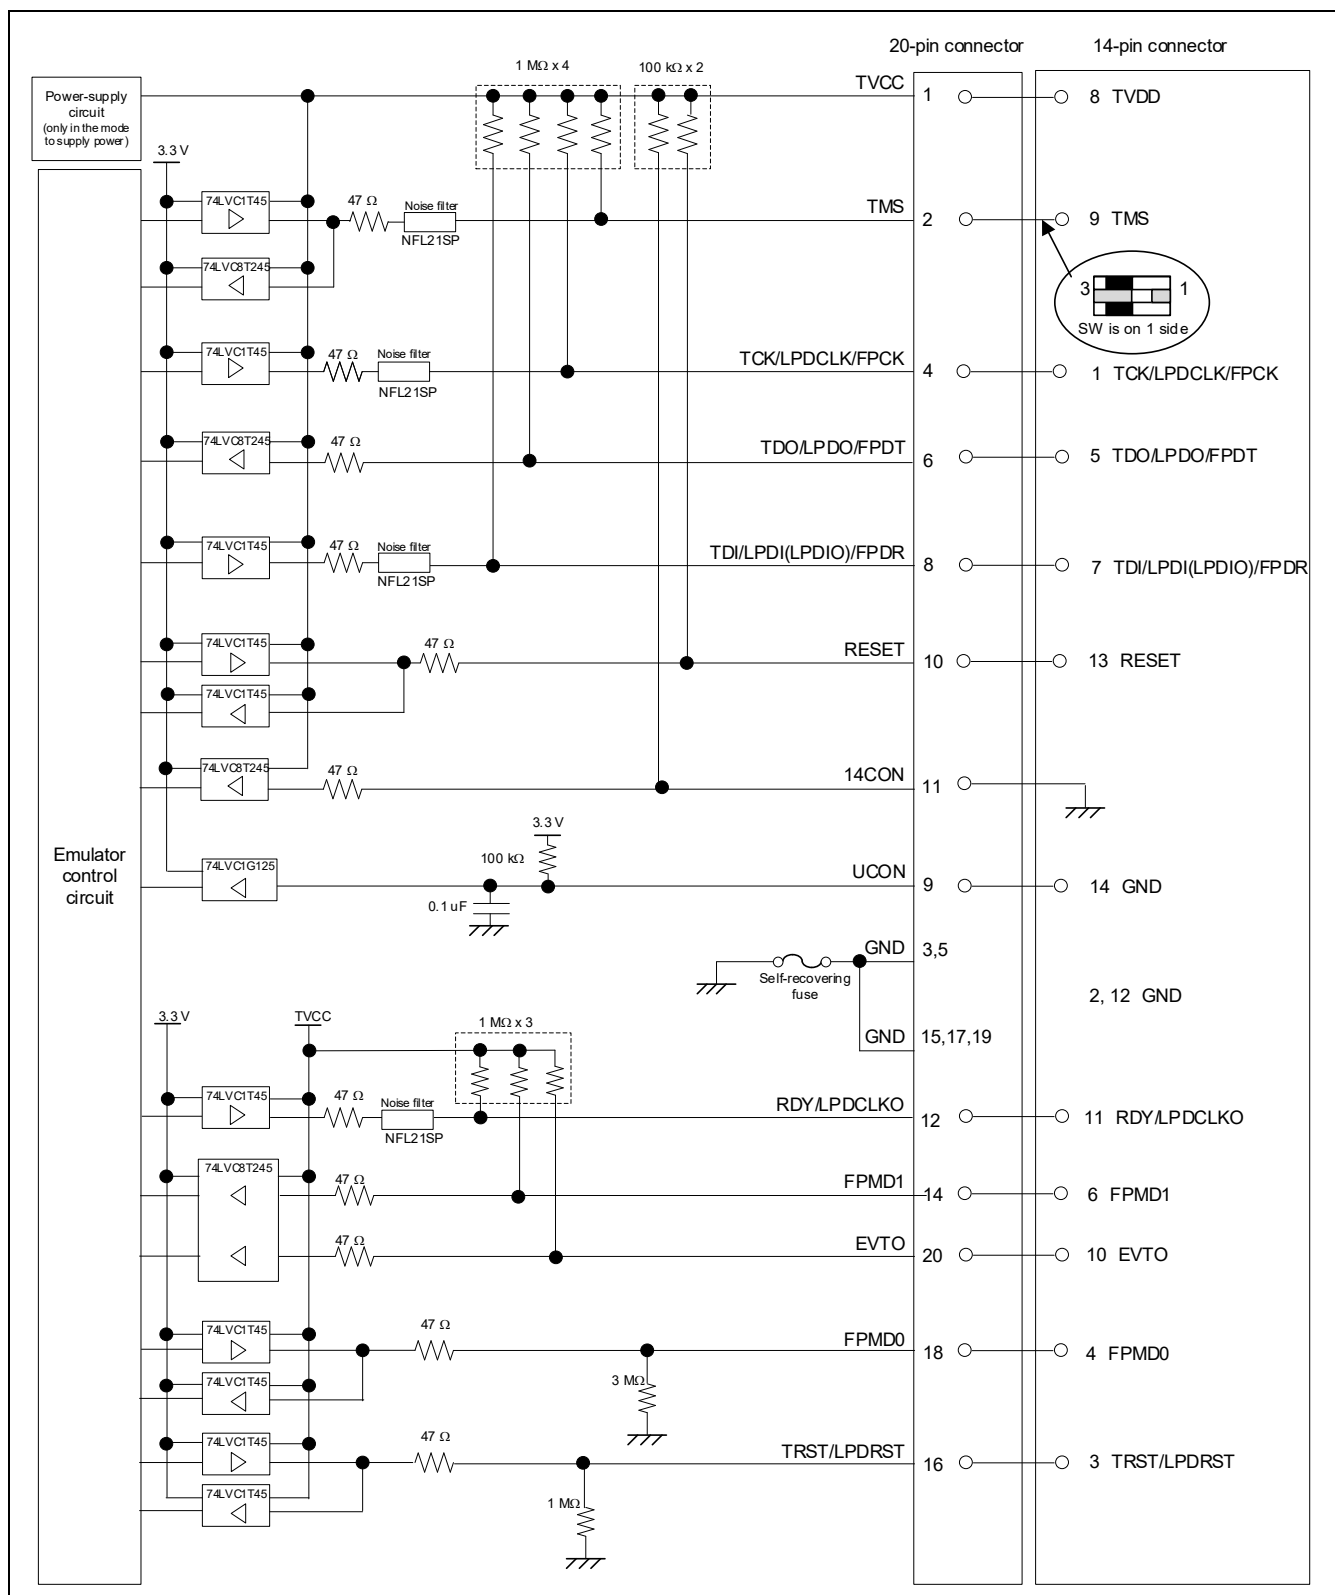 20-pin connector
14-pin connector
1 MΩ x 4
100 kΩ x 2
TVCC
1
8 TVDD
Power-supply
circuit
(only in the mode
to supply power)
3.3 V
74LVC1T45
47 Ω
Noise filter
NFL21SP
TMS
2
9 TMS
74LVC8T245
3
1
SW is on 1 side
74LVC1T45
47 Ω
Noise filter
NFL21SP
TCK/LPDCLK/FPCK
4
1 TCK/LPDCLK/FPCK
74LVC8T245
47 Ω
TDO/LPDO/FPDT
6
5 TDO/LPDO/FPDT
74LVC1T45
47 Ω
Noise filter
NFL21SP
TDI/LPDI(LPDIO)/FPDR
8
7 TDI/LPDI(LPDIO)/FPDR
74LVC1T45
47 Ω
RESET
10
13 RESET
74LVC1T45
74LVC8T245
47 Ω
14CON
11
Emulator
control
circuit
3.3 V
100 kΩ
74LVC1G125
UCON
9
14 GND
0.1 uF
GND
3,5
Self-recovering
fuse
2, 12 GND
GND
15,17,19
3.3 V
TVCC
1 MΩ x 3
74LVC1T45
47 Ω
Noise filter
NFL21SP
RDY/LPDCLKO
12
11 RDY/LPDCLKO
74LVC8T245
47 Ω
FPMD1
14
6 FPMD1
47 Ω
EVTO
20
10 EVTO
74LVC1T45
47 Ω
FPMD0
18
4 FPMD0
74LVC1T45
3 MΩ
74LVC1T45
47 Ω
TRST/LPDRST
16
3 TRST/LPDRST
74LVC1T45
1 MΩ